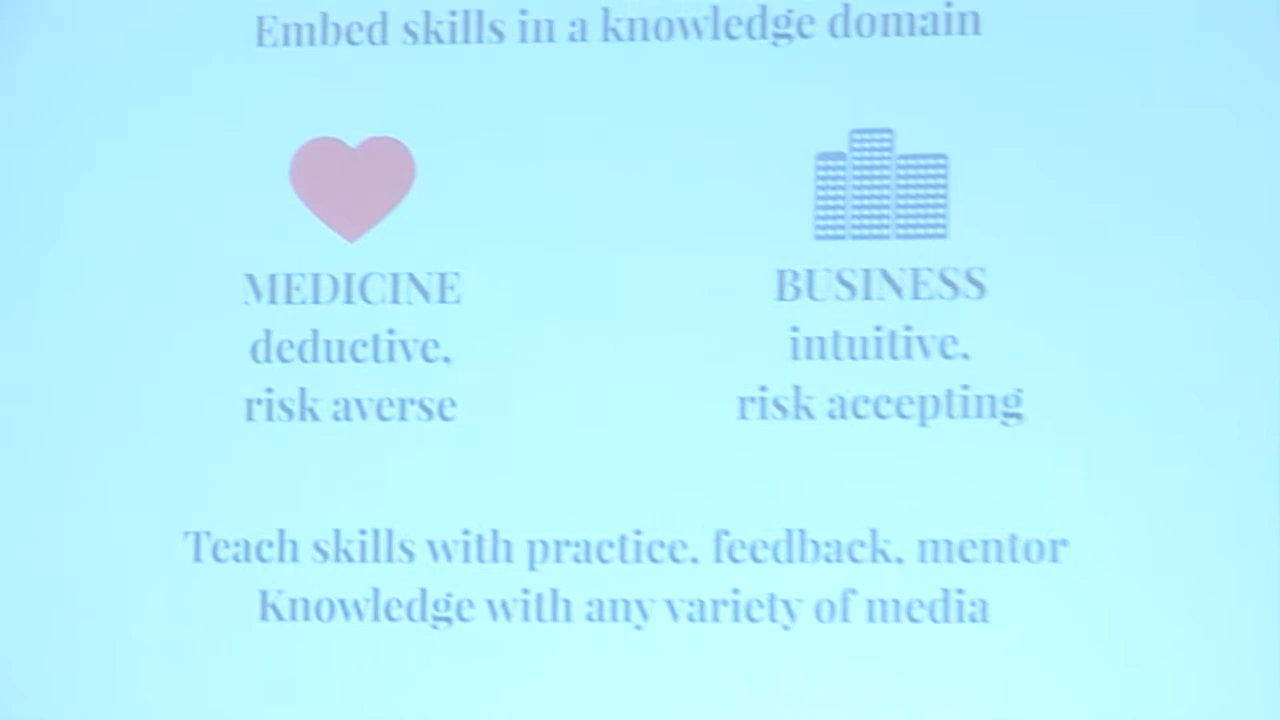 Embed skills in a knowledge domain
MEDICINE
deductive,
risk averse
BUSINESS
intuitive,
risk accepting
Teach skills with practice, feedback, mentor
Knowledge with any variety of media